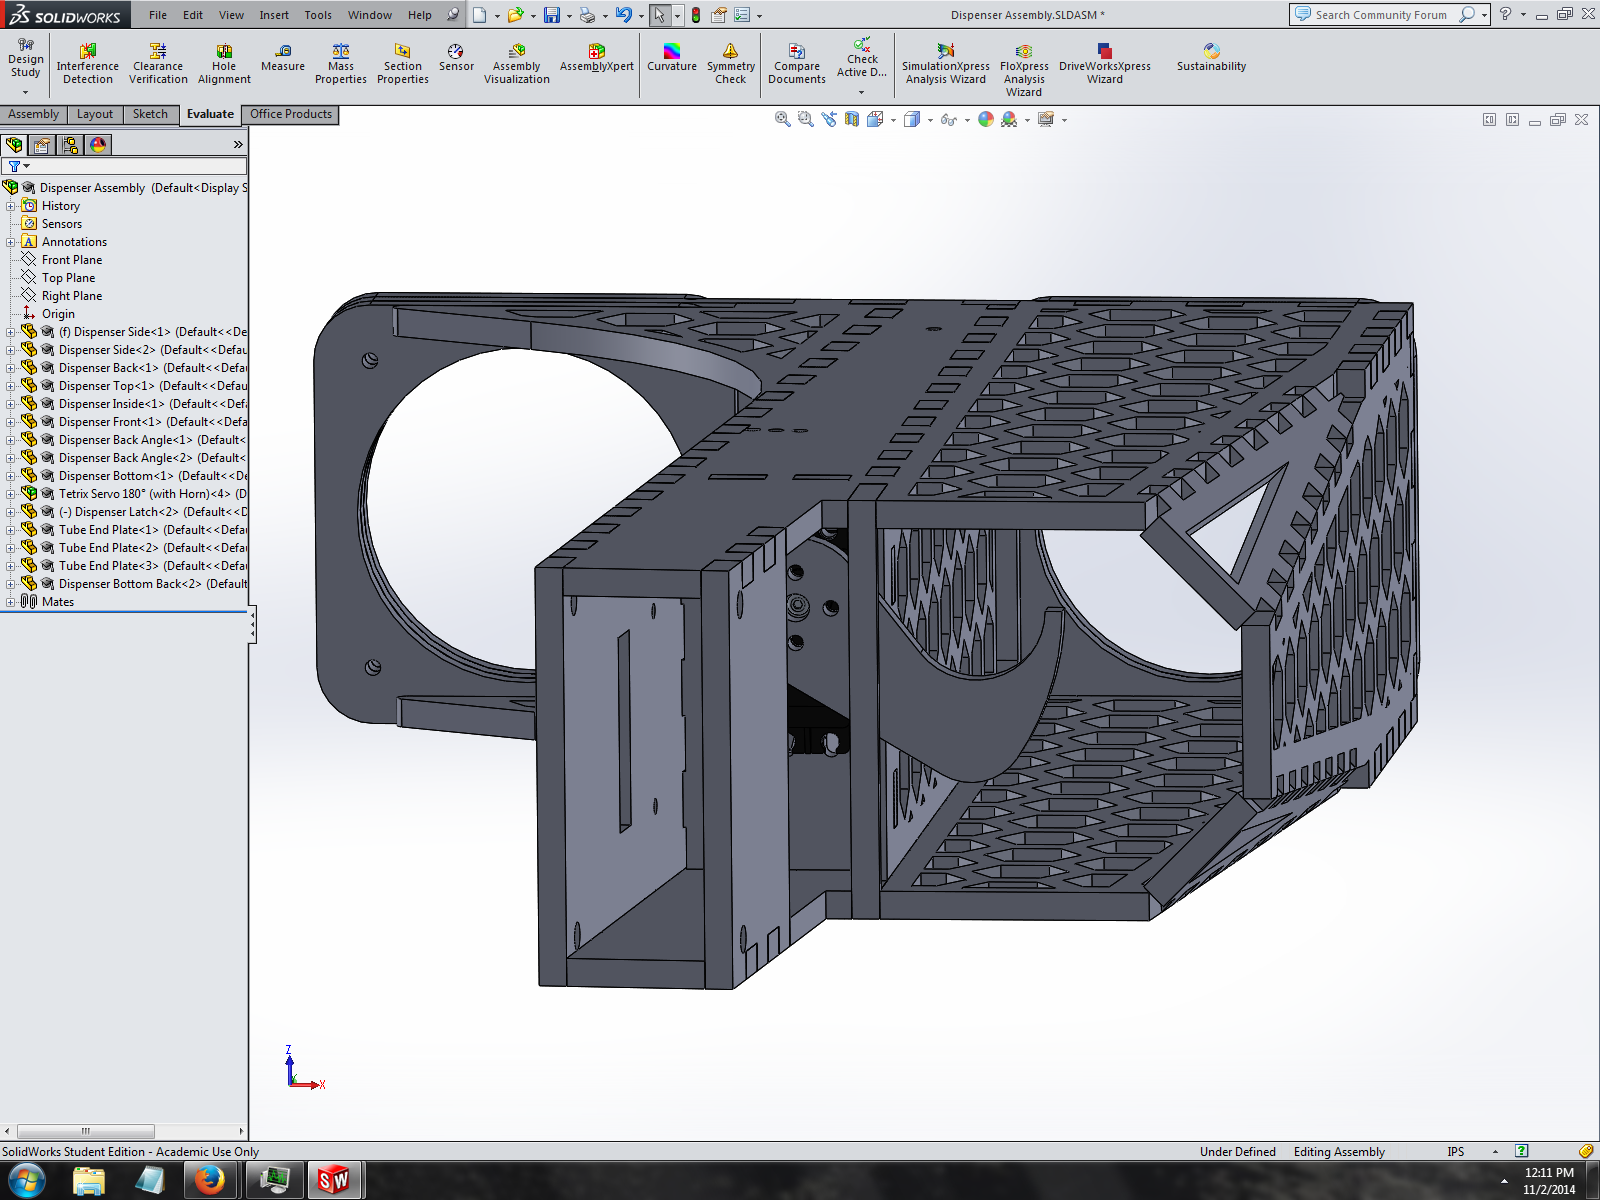 SOLIDWORKS File Edit View Insert Tools Window Help Dispenser Assembly.SLDASM * Search Community Forum
Design Study
Interference Detection
Clearance Verification
Hole Alignment
Measure
Mass Properties
Section Properties
Sensor
Assembly Visualization
AssemblyXpert
Curvature
Symmetry Check
Compare Documents
Check Active D...
SimulationXpress Analysis Wizard
FloXpress Analysis Wizard
DriveWorksXpress Wizard
Sustainability
Assembly Layout Sketch Evaluate Office Products
Dispenser Assembly (Default<Display S
History
Sensors
Annotations
Front Plane
Top Plane
Right Plane
Origin
(f) Dispenser Side<1> (Default<<De
Dispenser Side<2> (Default<<Defau
Dispenser Back<1> (Default<<Defau
Dispenser Top<1> (Default<<Defau
Dispenser Inside<1> (Default<<Defa
Dispenser Front<1> (Default<<Defa
Dispenser Back Angle<1> (Default<
Dispenser Back Angle<2> (Default<
Dispenser Bottom<1> (Default<<De
Tetrix Servo 180° (with Horn)<4> (D
(-) Dispenser Latch<2> (Default<<D
Tube End Plate<1> (Default<<Defau
Tube End Plate<2> (Default<<Defau
Tube End Plate<3> (Default<<Defau
Dispenser Bottom Back<2> (Default
Mates
Z
X
SolidWorks Student Edition - Academic Use Only Under Defined Editing Assembly IPS
SW
12:11 PM
11/2/2014